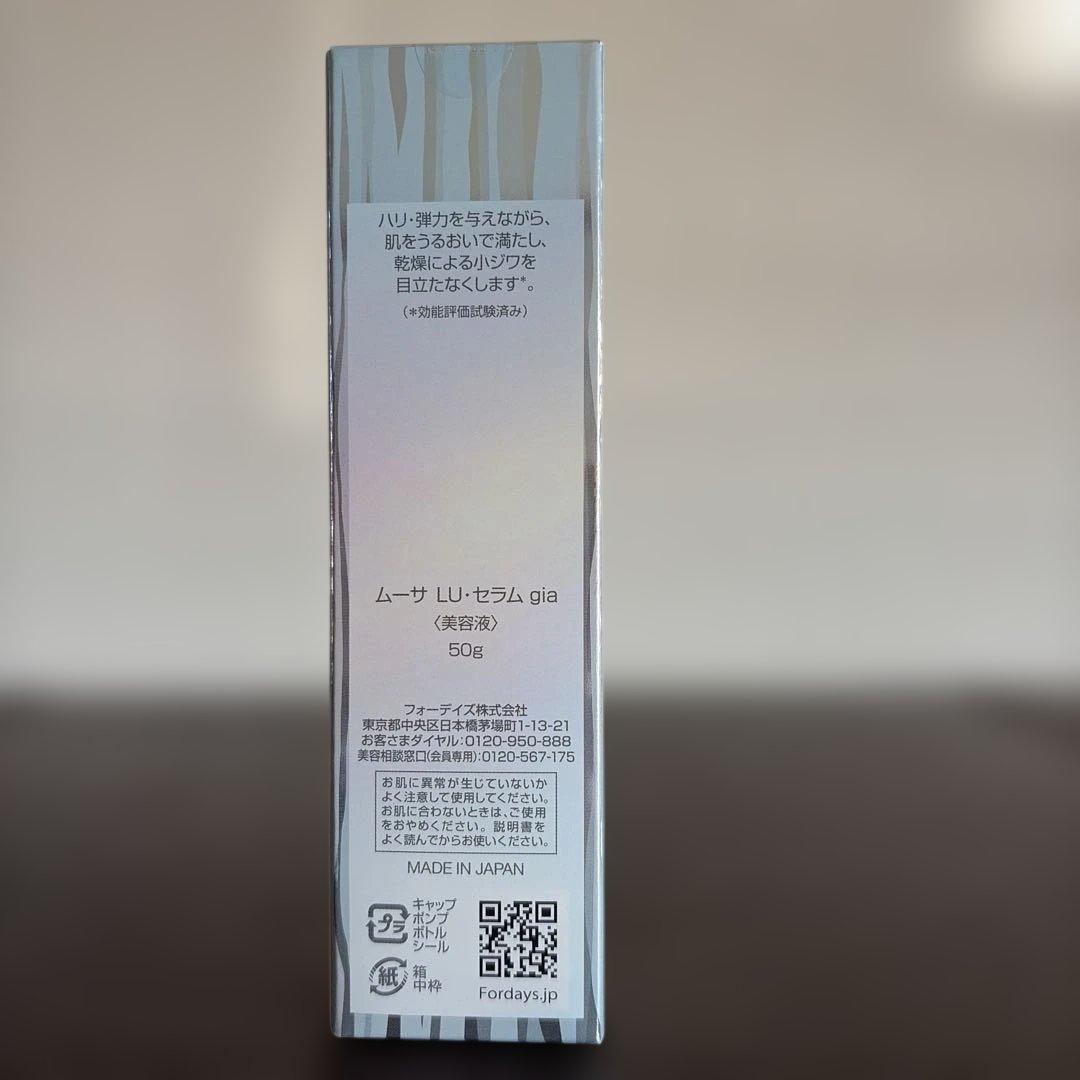 ハリ・弾力を与えながら、
肌をうるおいで満たし、
乾燥による小ジワを
目立たなくします*。
(*効能評価試験済み)
ムーサ LU・セラム gia
〈美容液〉
50g
フォーデイズ株式会社
東京都中央区日本橋茅場町1-13-21
お客さまダイヤル:0120-950-888
美容相談窓口(会員専用):0120-567-175
お肌に異常が生じていないか
よく注意して使用してください。
お肌に合わないときは、ご使用
をおやめください。説明書を
よく読んでからお使いください。
MADE IN JAPAN
プラ
キャップ
ポンプ
ボトル
シール
紙
箱
中枠
Fordays.jp